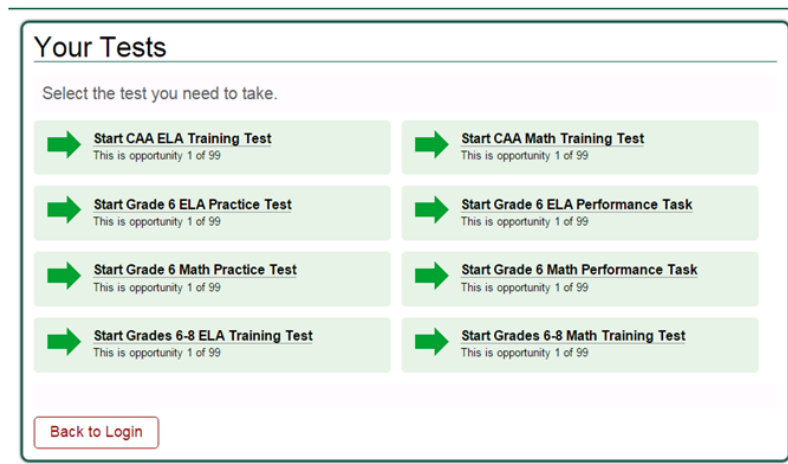 Your Tests
Select the test you need to take.
Start CAA ELA Training Test
This is opportunity 1 of 99
Start CAA Math Training Test
This is opportunity 1 of 99
Start Grade 6 ELA Practice Test
This is opportunity 1 of 99
Start Grade 6 ELA Performance Task
This is opportunity 1 of 99
Start Grade 6 Math Practice Test
This is opportunity 1 of 99
Start Grade 6 Math Performance Task
This is opportunity 1 of 99
Start Grades 6-8 ELA Training Test
This is opportunity 1 of 99
Start Grades 6-8 Math Training Test
This is opportunity 1 of 99
Back to Login